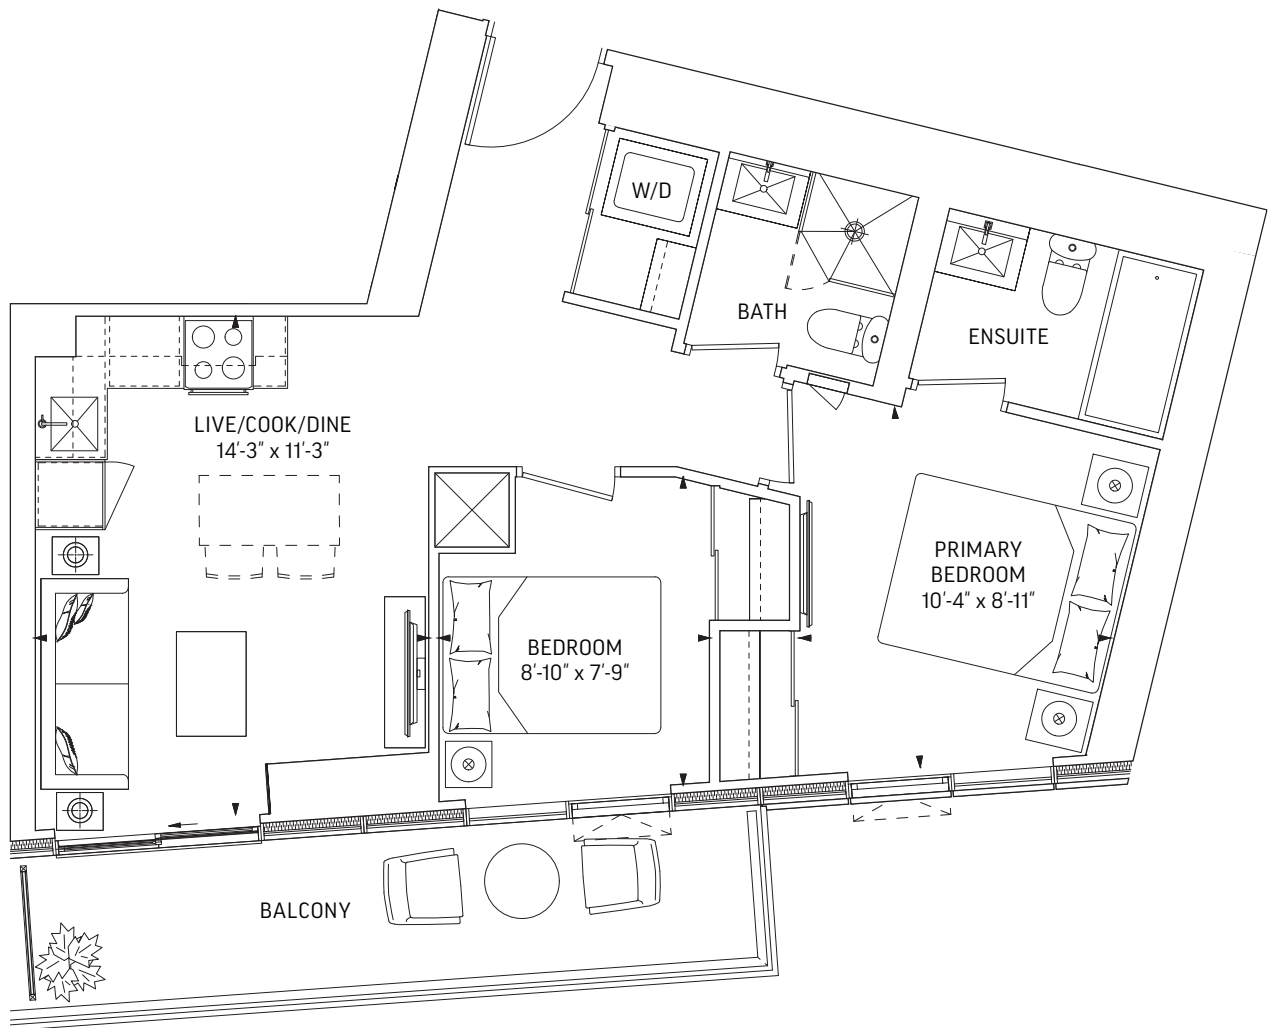 W/D
BATH
ENSUITE
LIVE/COOK/DINE
14'-3" x 11'-3"
PRIMARY
BEDROOM
10'-4" x 8'-11"
BEDROOM
8'-10" x 7'-9"
BALCONY